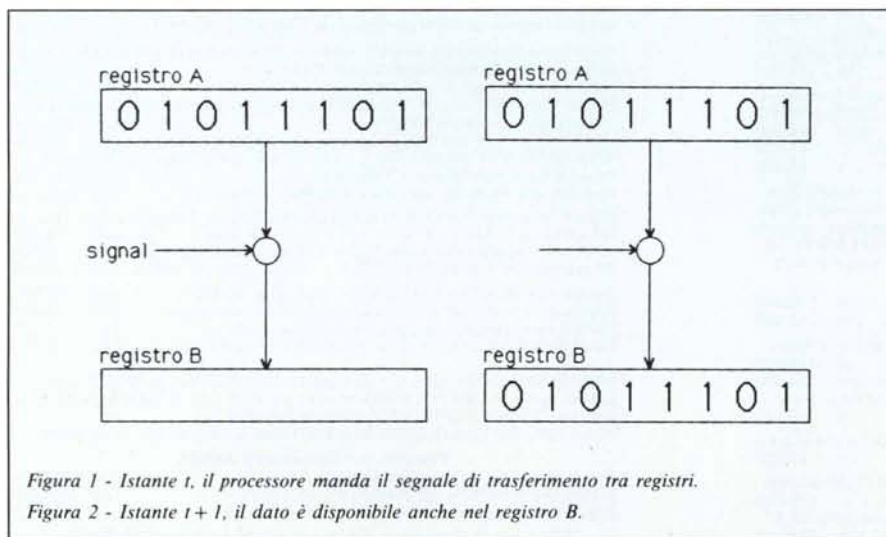 registro A
0 1 0 1 1 1 0 1
signal
registro B
registro A
0 1 0 1 1 1 0 1
registro B
0 1 0 1 1 1 0 1
Figura 1 - Istante t, il processore manda il segnale di trasferimento tra registri.
Figura 2 - Istante t + 1, il dato è disponibile anche nel registro B.